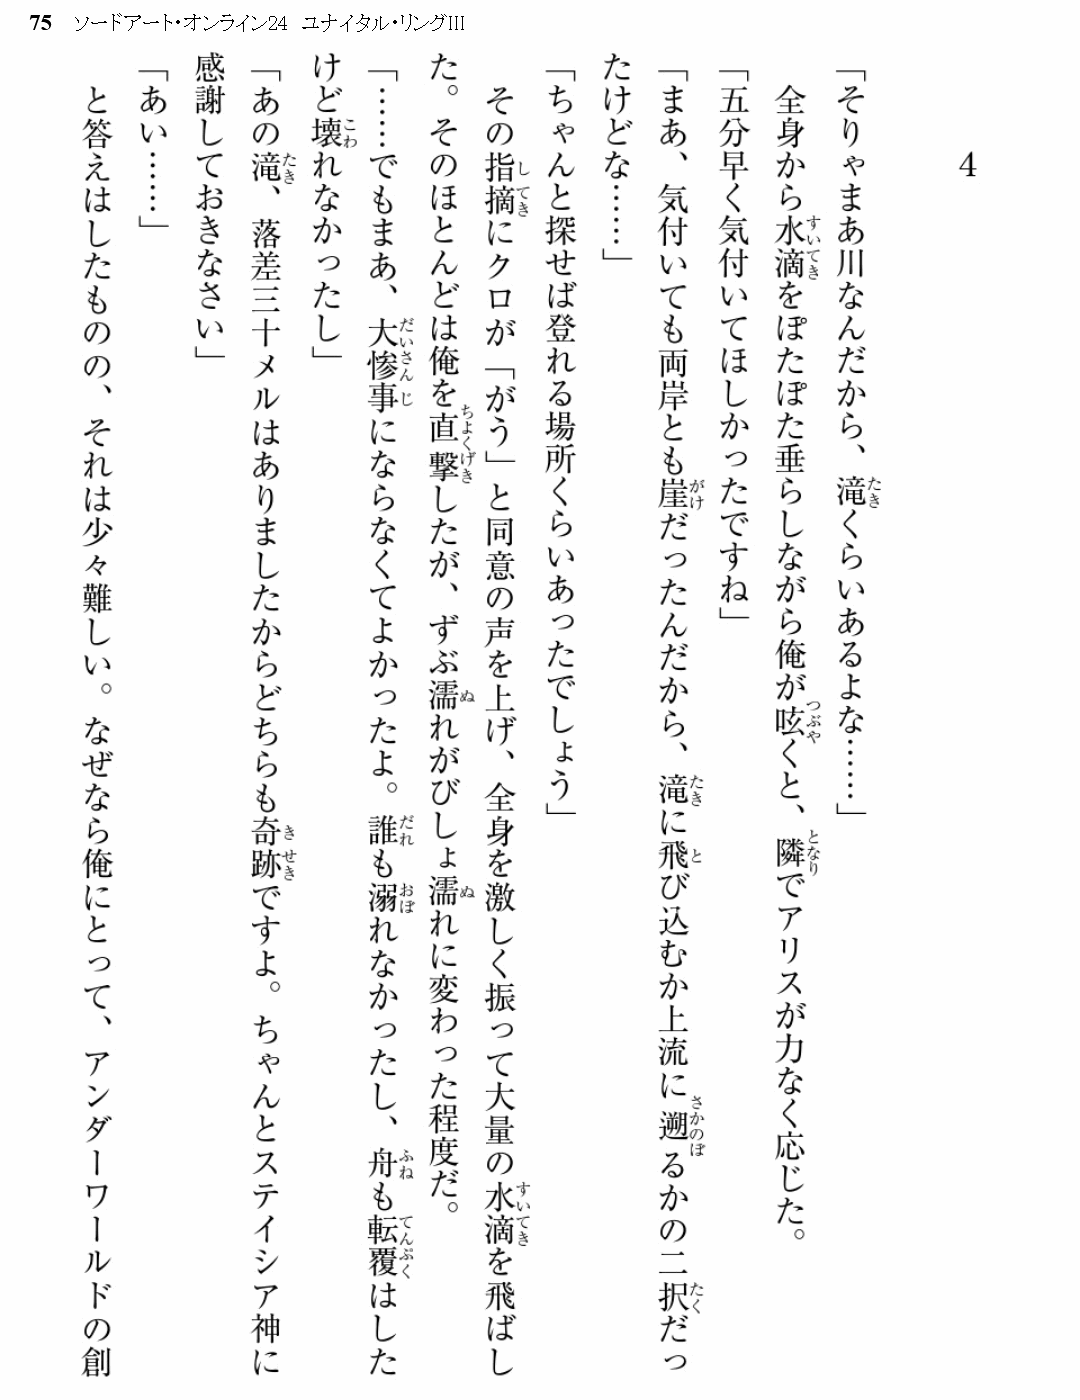 75 ソードアート・オンライン24 ユナイタル・リングIII
4
「そりゃまあ川なんだから、滝くらいあるよな……」
全身から水滴をぽたぽた垂らしながら俺が呟くと、隣でアリスが力なく応じた。
「五分早く気付いてほしかったですね」
「まあ、気付いても両岸とも崖だったんだから、滝に飛び込むか上流に遡るかの二択だっ
たけどな……」
「ちゃんと探せば登れる場所くらいあったでしょう」
その指摘にクロが「がう」と同意の声を上げ、全身を激しく振って大量の水滴を飛ばし
た。そのほとんどは俺を直撃したが、ずぶ濡れがびしょ濡れに変わった程度だ。
「……でもまあ、大惨事にならなくてよかったよ。誰も溺れなかったし、舟も転覆はした
けど壊れなかったし」
「あの滝、落差三十メルはありましたからどちらも奇跡ですよ。ちゃんとステイシア神に
感謝しておきなさい」
「あい……」
と答えはしたものの、それは少々難しい。なぜなら俺にとって、アンダーワールドの創